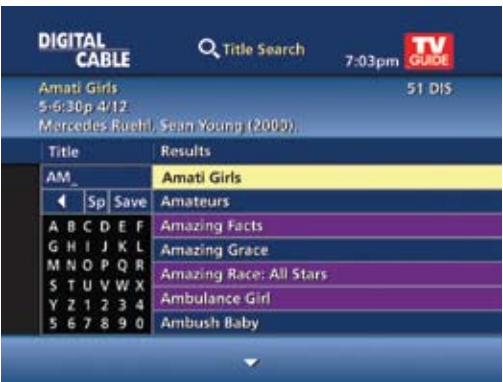 DIGITAL
CABLE
Title Search
7:03pm
TV
GUIDE
Amati Girls
51 DIS
5-6:30p 4/12
Mercedes Ruehl, Sean Young (2000).
Title
Results
AM_
Amati Girls
Sp Save
Amateurs
A B C D E F
Amazing Facts
G H I J K L
Amazing Grace
M N O P Q R
Amazing Race: All Stars
S T U V W X
Y Z 1 2 3 4
Ambulance Girl
5 6 7 8 9 0
Ambush Baby